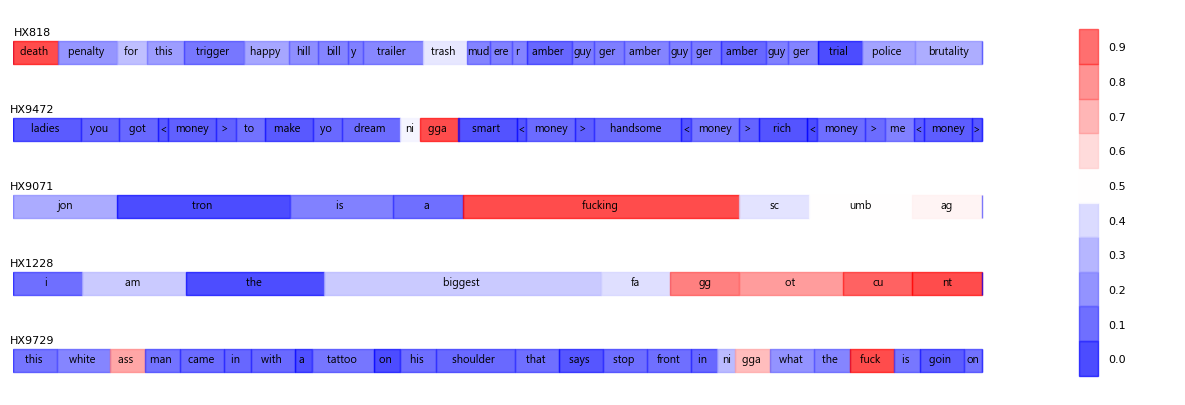 HX818
death penalty for this trigger happy hill bill y trailer trash mud ere r amber guy ger amber guy ger amber guy ger trial police brutality
HX9472
ladies you got < money > to make yo dream ni gga smart < money > handsome < money > rich < money > me < money >
HX9071
jon tron is a fucking sc umb ag
HX1228
i am the biggest fa gg ot cu nt
HX9729
this white ass man came in with a tattoo on his shoulder that says stop front in ni gga what the fuck is goin on
0.9
0.8
0.7
0.6
0.5
0.4
0.3
0.2
0.1
0.0